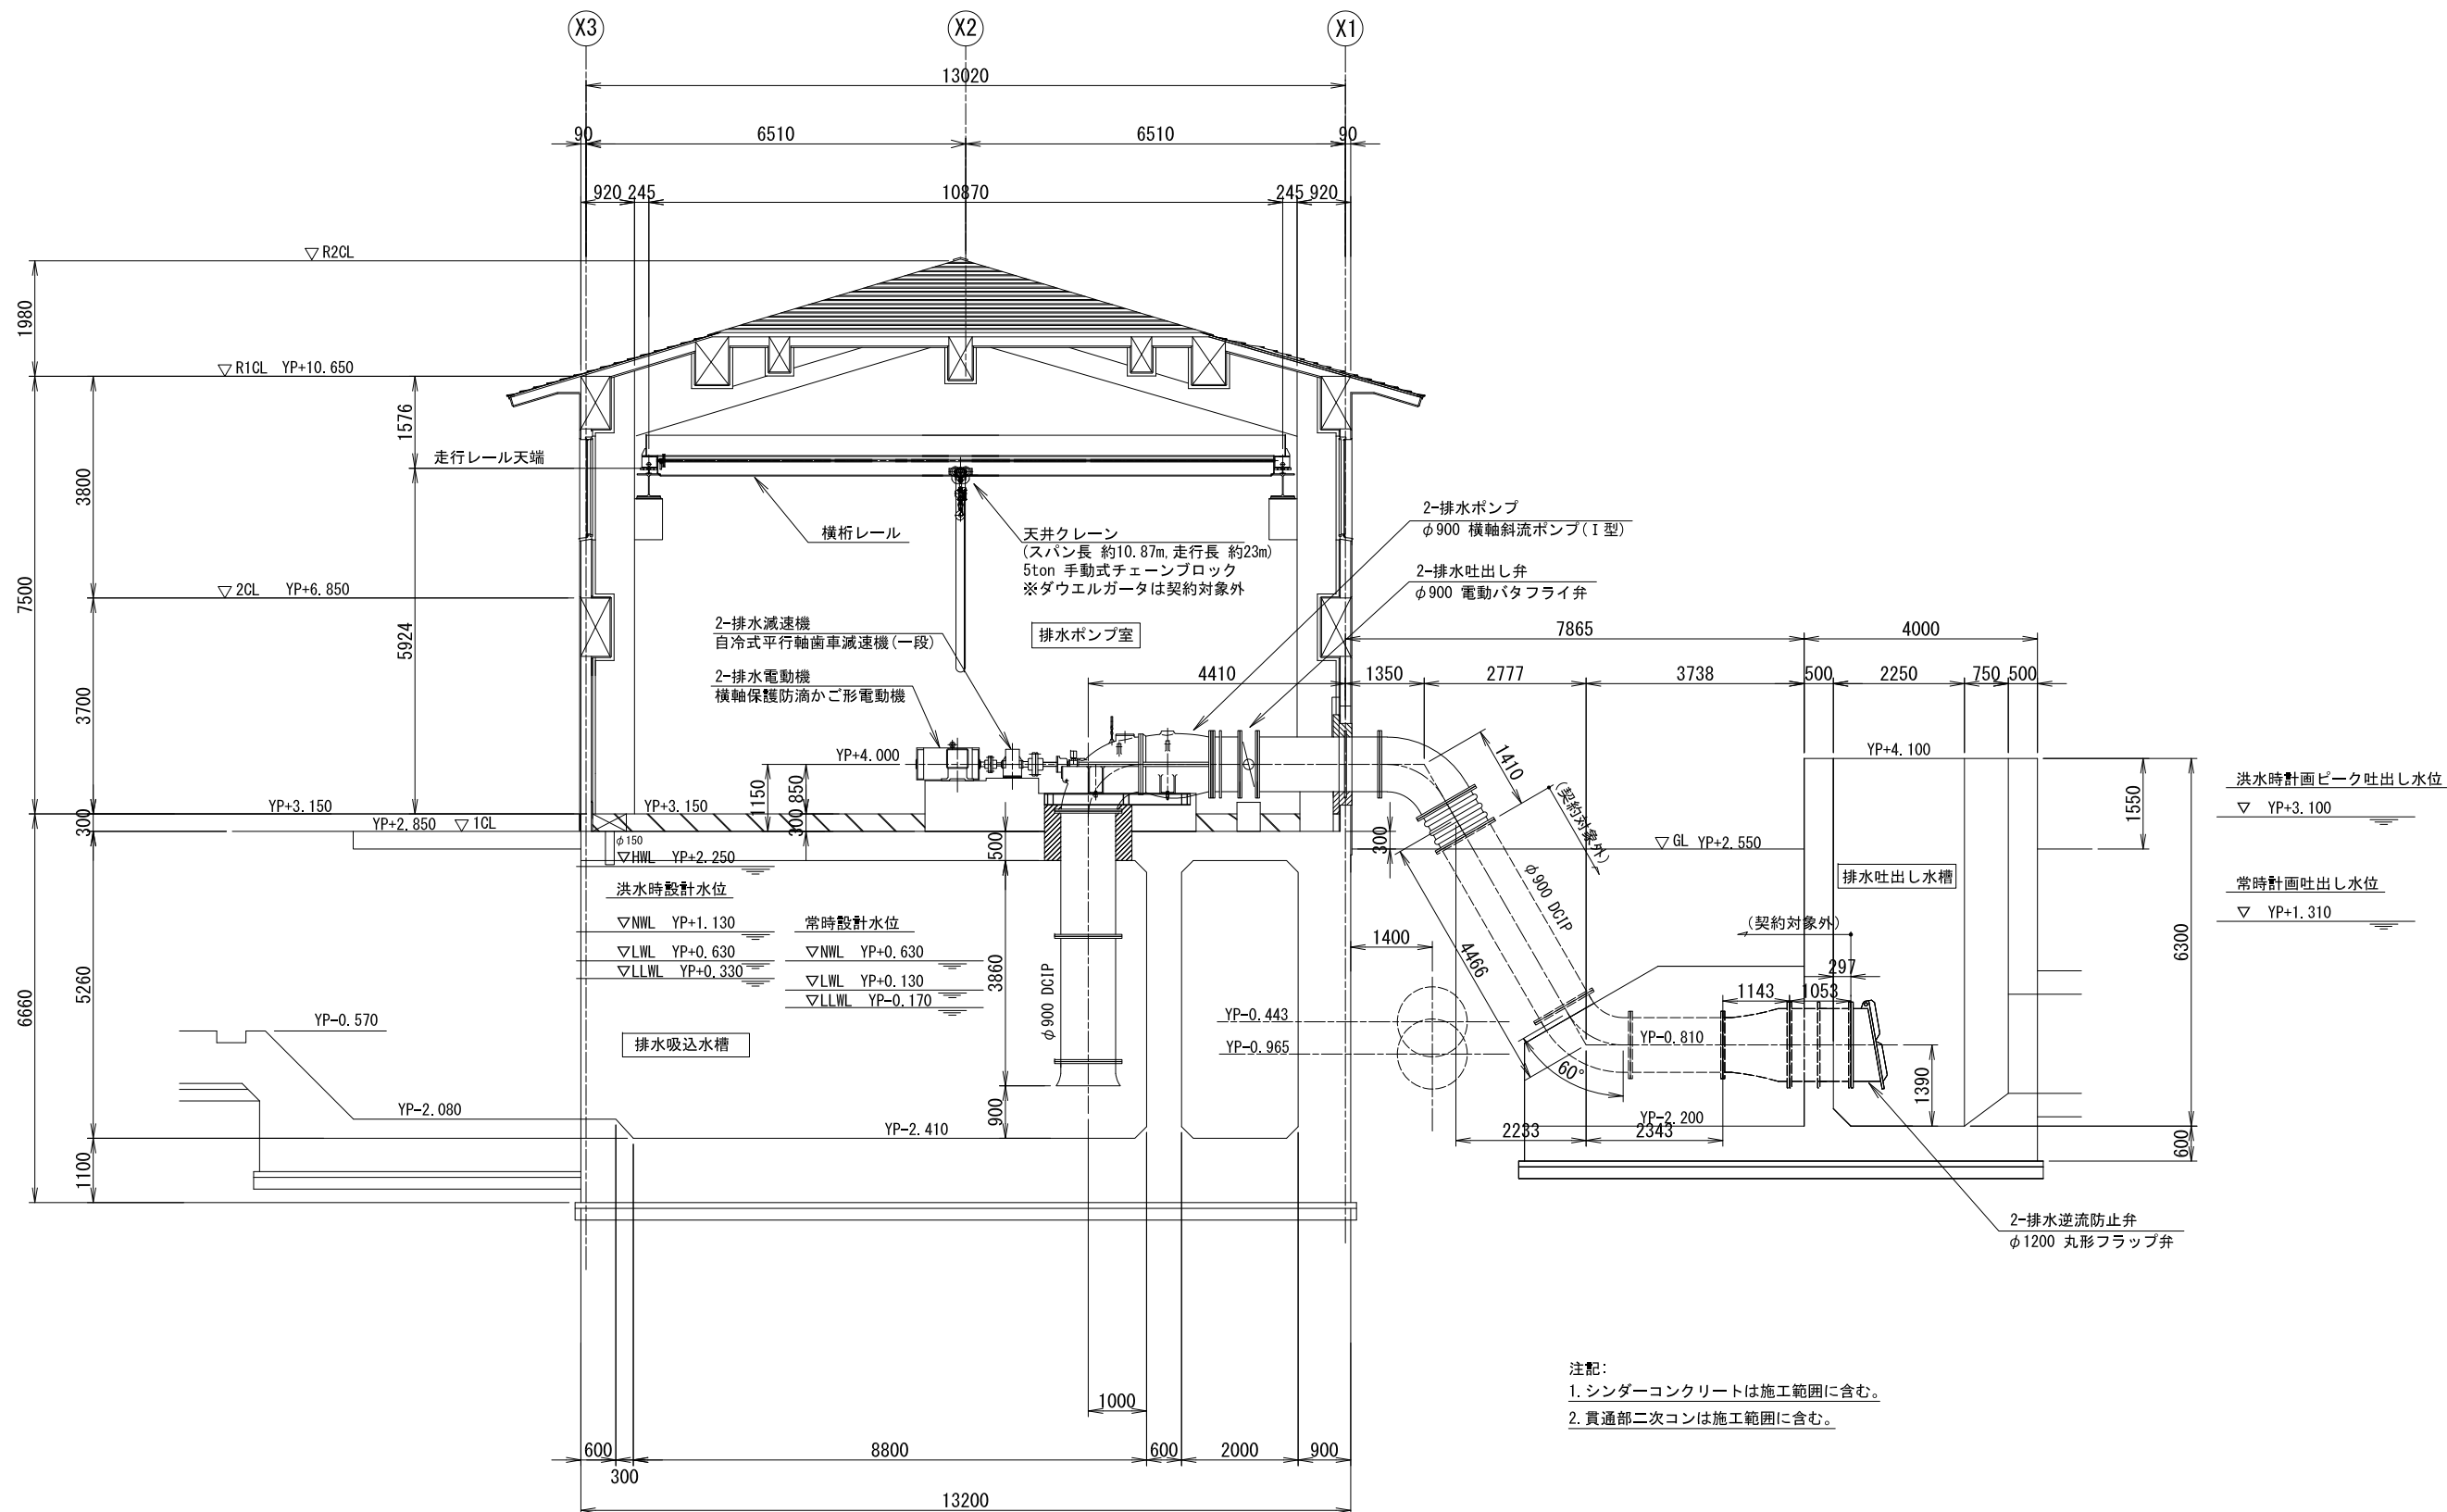 X3
X2
X1
13020
90
6510
6510
90
920
245
10870
245
920
▽ R2CL
1980
▽ R1CL YP+10.650
1576
走行レール天端
3800
7500
横桁レール
天井クレーン
(スパン長 約10.87m,走行長 約23m)
5ton 手動式チェーンブロック
※ダウエルガータは契約対象外
2-排水ポンプ
φ900 横軸斜流ポンプ(Ⅰ型)
2-排水吐出し弁
φ900 電動バタフライ弁
▽ 2CL YP+6.850
5924
2-排水減速機
自冷式平行軸歯車減速機(一段)
排水ポンプ室
2-排水電動機
横軸保護防滴かご形電動機
7865
4000
4410
1350
2777
3738
500
2250
750
500
3700
YP+4.000
1410
(契約対象外)
YP+4.100
洪水時計画ピーク吐出し水位
▽ YP+3.100
1550
1150
850
300
YP+3.150
YP+3.150
300
YP+2.850 ▽ 1CL
φ150
500
300
▽ GL YP+2.550
▽HWL YP+2.250
洪水時設計水位
φ900 DCIP
排水吐出し水槽
常時計画吐出し水位
▽ YP+1.310
▽NWL YP+1.130
常時設計水位
▽LWL YP+0.630
▽NWL YP+0.630
▽LLWL YP+0.330
▽LWL YP+0.130
▽LLWL YP-0.170
(契約対象外)
1400
4466
297
6300
5260
6660
3860
φ900 DCIP
1143
1053
YP-0.570
YP-0.443
YP-0.810
YP-0.965
排水吸込水槽
60°
1390
900
YP-2.080
YP-2.200
YP-2.410
2233
2343
600
1100
2-排水逆流防止弁
φ1200 丸形フラップ弁
注記:
1.シンダーコンクリートは施工範囲に含む。
2.貫通部二次コンは施工範囲に含む。
1000
600
300
8800
600
2000
900
13200